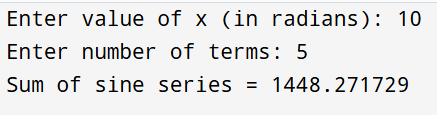 Enter value of x (in radians): 10
Enter number of terms: 5
Sum of sine series = 1448.271729